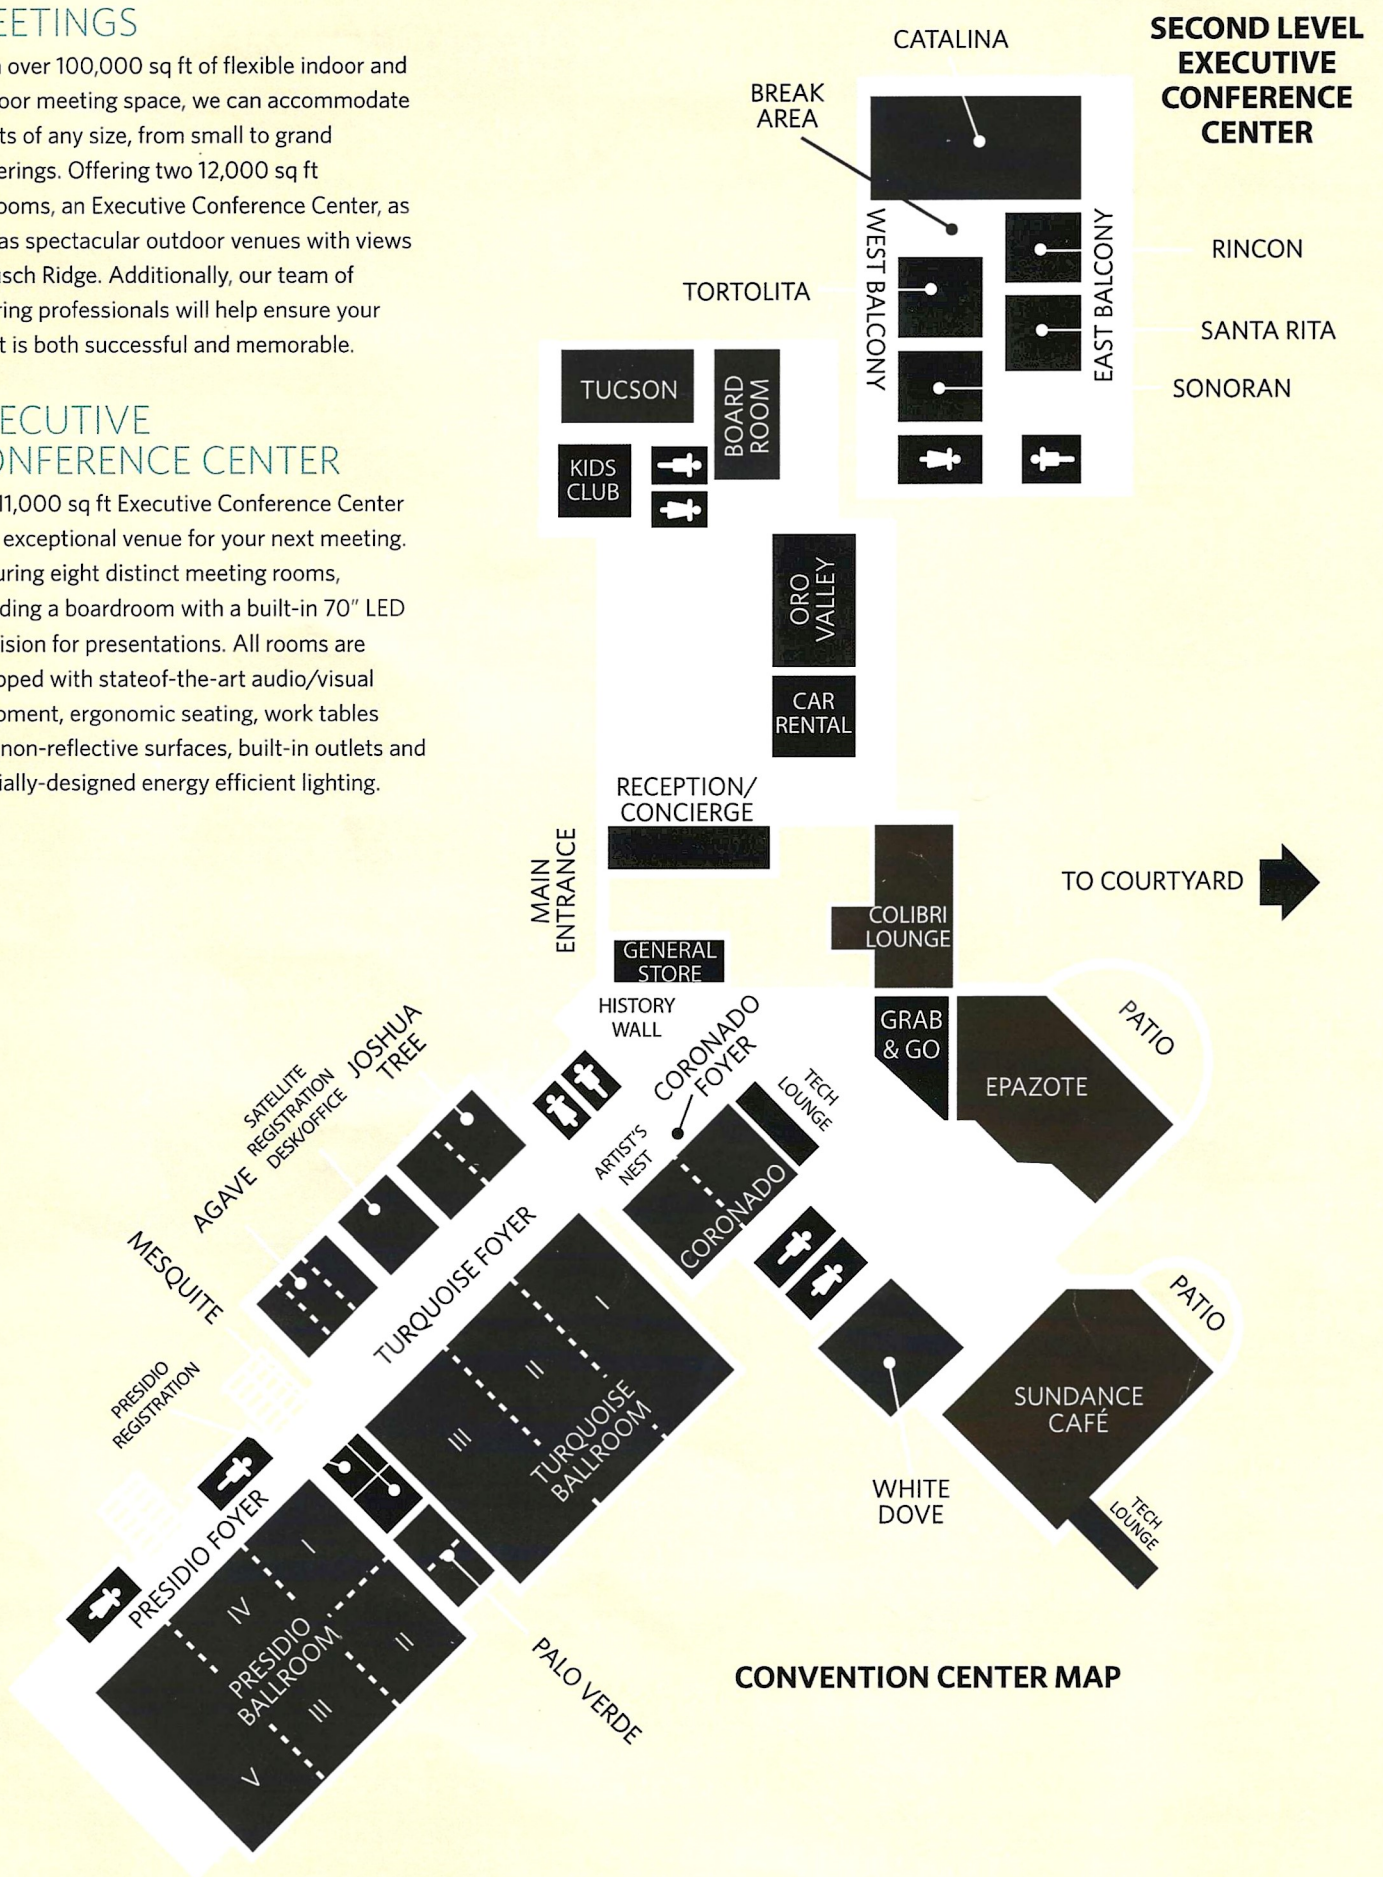 EETINGS
over 100,000 sq ft of flexible indoor and
oor meeting space, we can accommodate
ts of any size, from small to grand
erings. Offering two 12,000 sq ft
ooms, an Executive Conference Center, as
as spectacular outdoor venues with views
usch Ridge. Additionally, our team of
ring professionals will help ensure your
t is both successful and memorable.
ECUTIVE
ONFERENCE CENTER
11,000 sq ft Executive Conference Center
exceptional venue for your next meeting.
uring eight distinct meeting rooms,
ding a boardroom with a built-in 70" LED
ision for presentations. All rooms are
pped with stateof-the-art audio/visual
pment, ergonomic seating, work tables
non-reflective surfaces, built-in outlets and
ially-designed energy efficient lighting.
SECOND LEVEL
EXECUTIVE
CONFERENCE
CENTER
CATALINA
BREAK
AREA
WEST BALCONY
EAST BALCONY
RINCON
TORTOLITA
SANTA RITA
SONORAN
TUCSON
BOARD
ROOM
KIDS
CLUB
ORO
VALLEY
CAR
RENTAL
RECEPTION/
CONCIERGE
MAIN
ENTRANCE
COLIBRI
LOUNGE
TO COURTYARD
GENERAL
STORE
HISTORY
WALL
CORONADO
FOYER
GRAB
& GO
EPAZOTE
PATIO
JOSHUA
TREE
SATELLITE
REGISTRATION
DESK/OFFICE
AGAVE
MESQUITE
TECH
LOUNGE
ARTIST'S
NEST
CORONADO
TURQUOISE FOYER
I
II
III
TURQUOISE
BALLROOM
PATIO
SUNDANCE
CAFÉ
WHITE
DOVE
TECH
LOUNGE
PRESIDIO
REGISTRATION
PRESIDIO FOYER
I
IV
II
PRESIDIO
BALLROOM
III
V
PALO VERDE
CONVENTION CENTER MAP